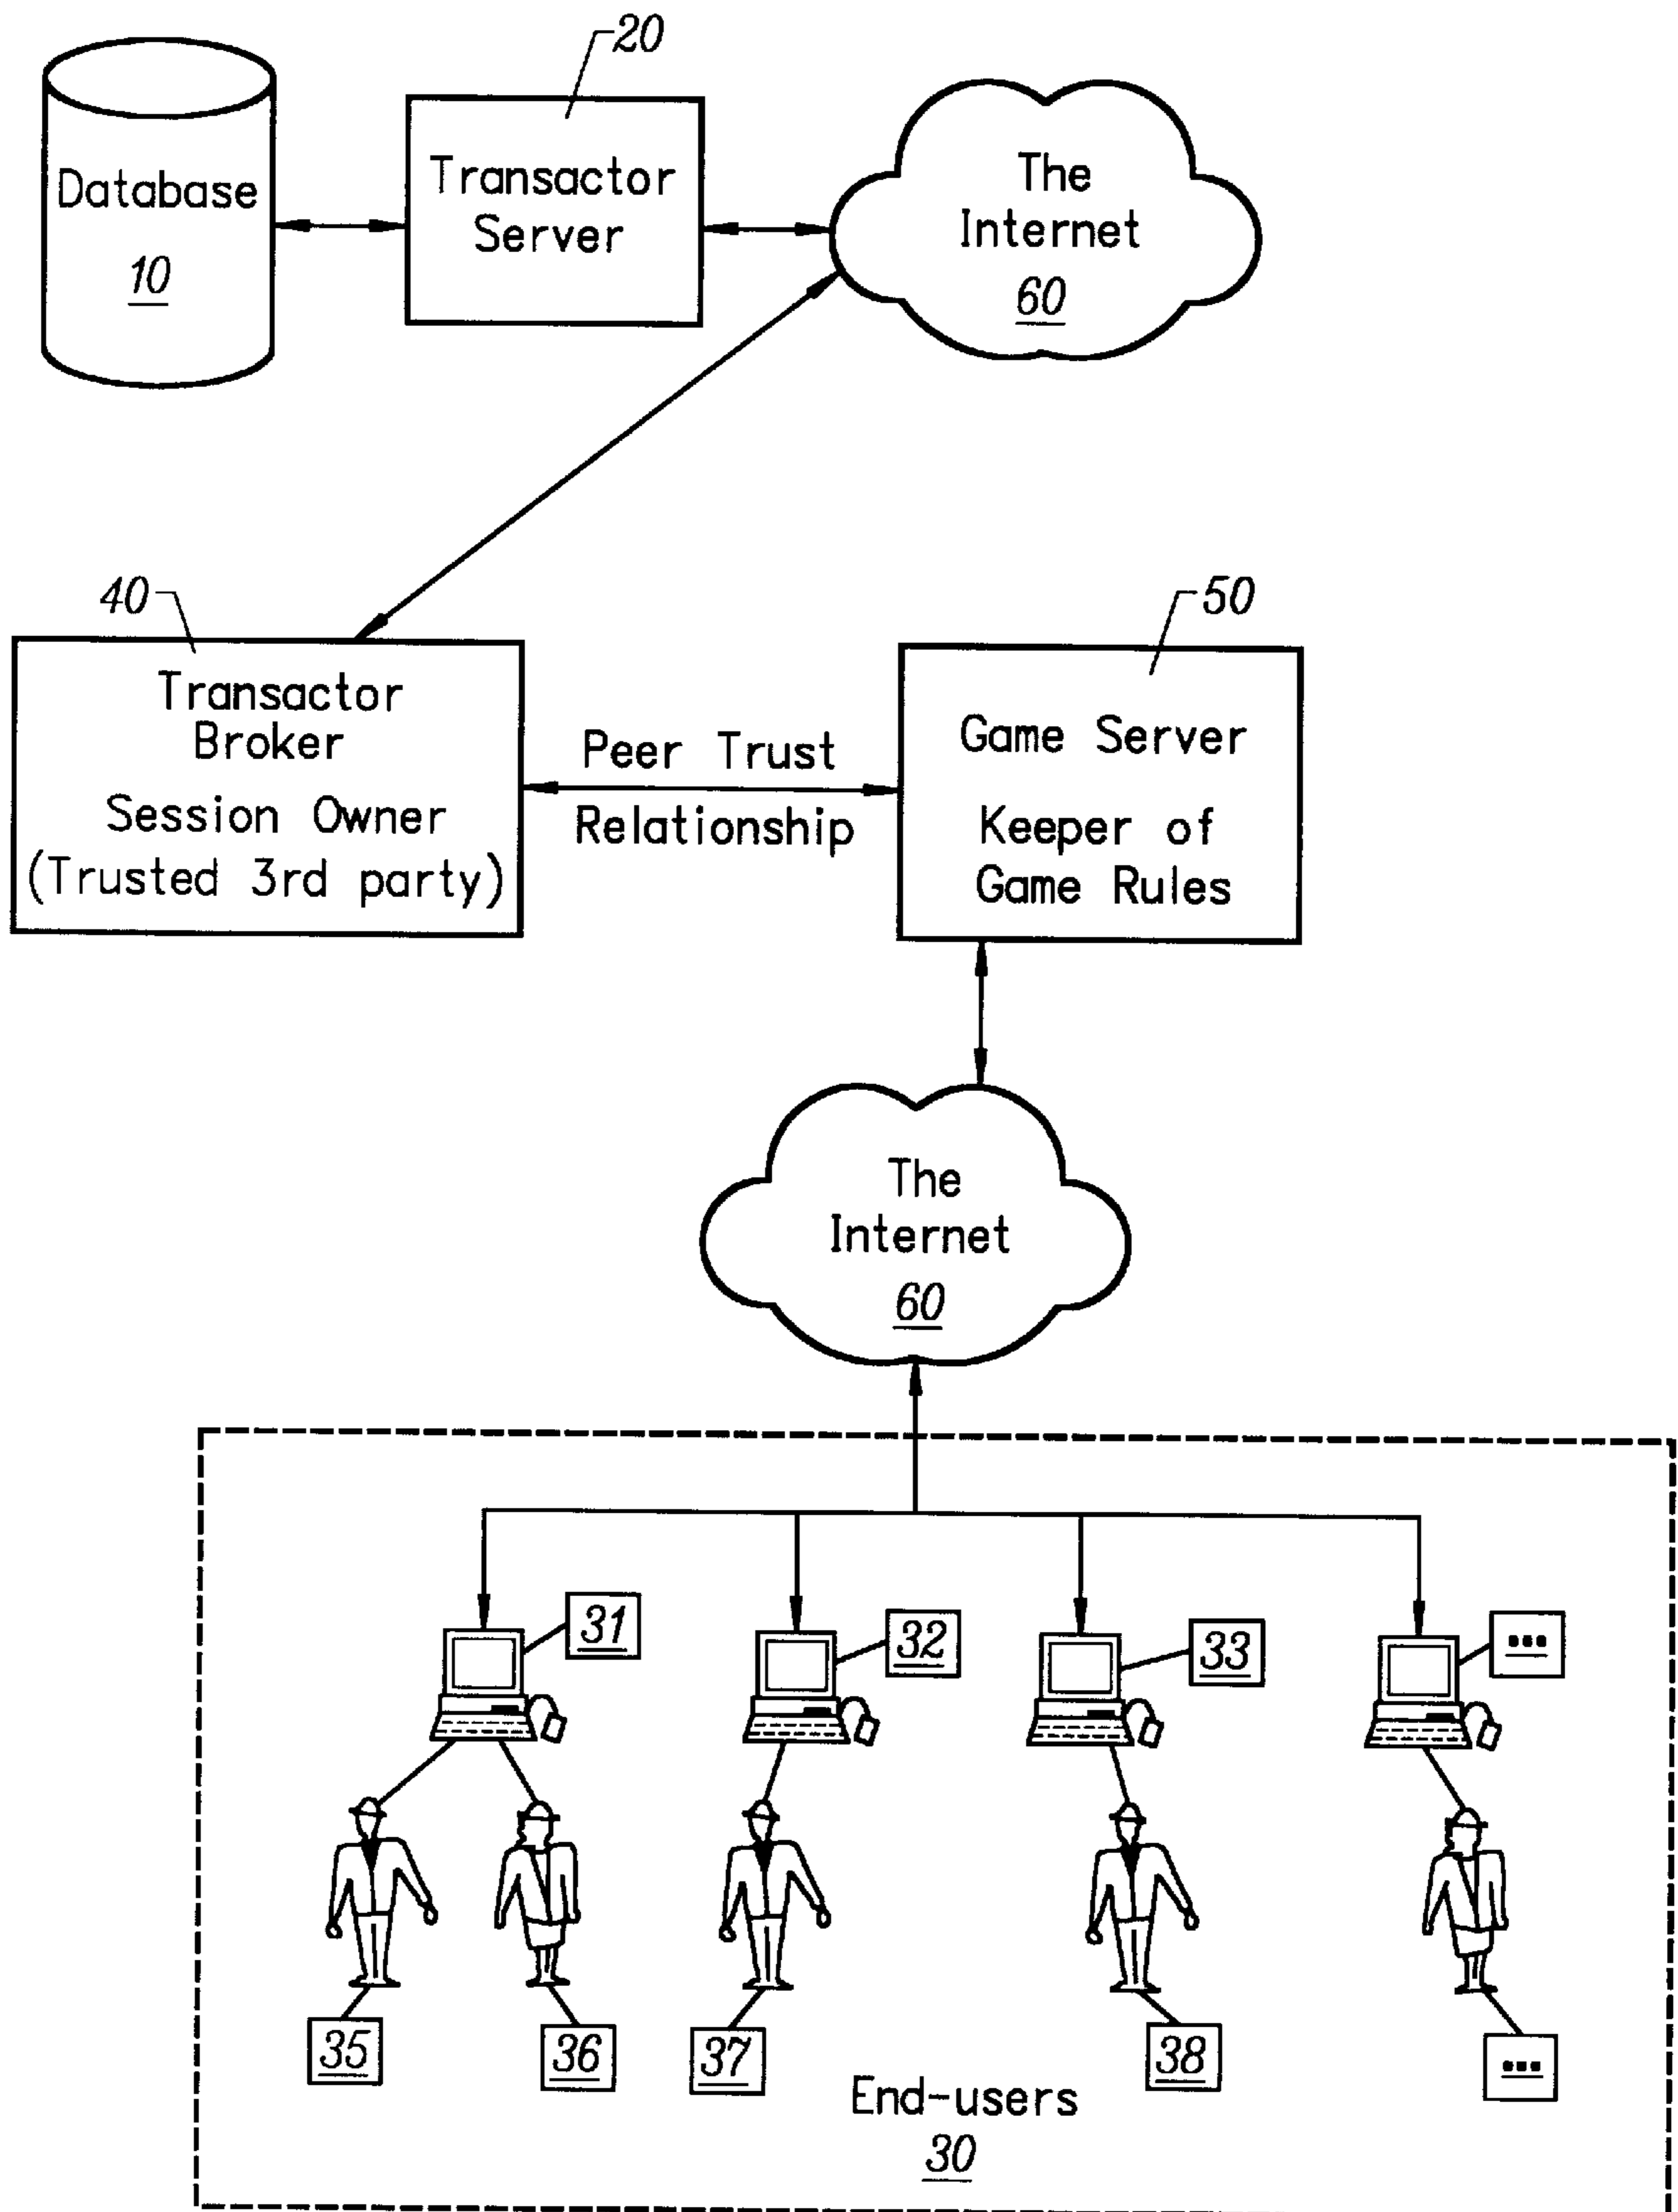 20
Database
10
Transactor
Server
The
Internet
60
40
Transactor
Broker
Session Owner
(Trusted 3rd party)
Peer Trust
Relationship
50
Game Server
Keeper of
Game Rules
The
Internet
60
31
32
33
...
35
36
37
38
...
End-users
30